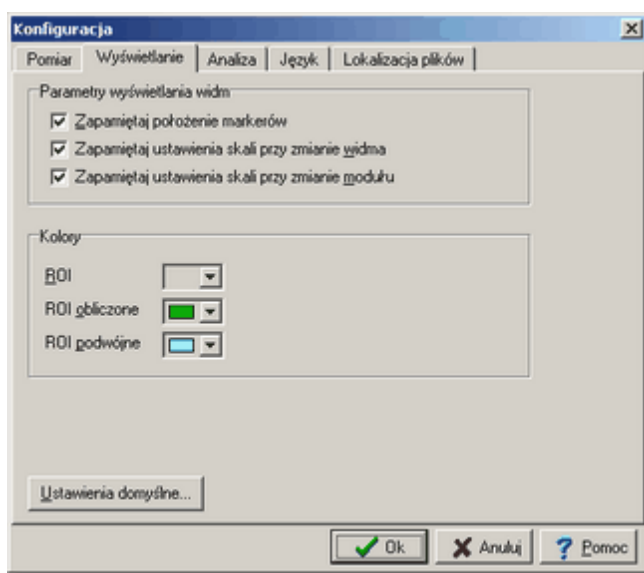 Konfiguracja
Pomiar Wyświetlanie Analiza Język Lokalizacja plików
Parametry wyświetlania widm
Zapamiętaj położenie markerów
Zapamiętaj ustawienia skali przy zmianie widma
Zapamiętaj ustawienia skali przy zmianie modułu
Kolory
ROI
ROI obliczone
ROI podwójne
Ustawienia domyślne...
Ok Anuluj Pomoc